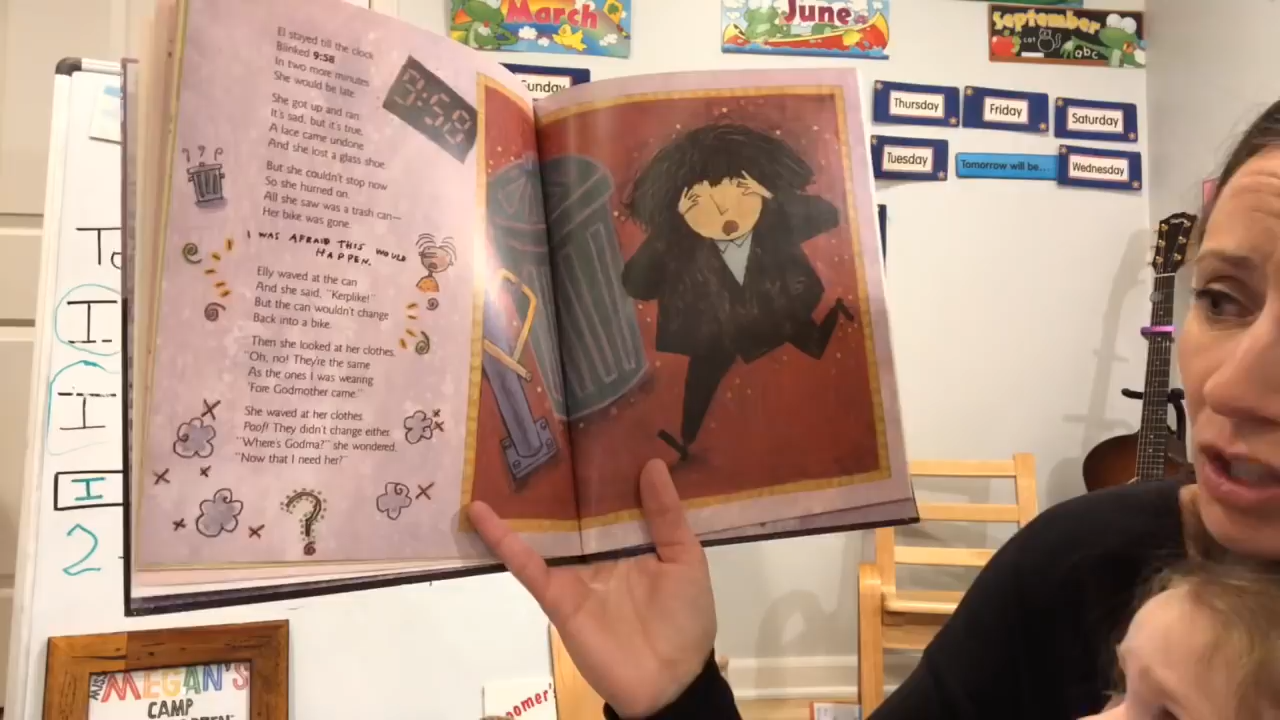 March
June
September
cat
abc
Sunday
Thursday
Friday
Saturday
Tuesday
Tomorrow will be...
Wednesday
El stayed till the clock
Blinked 9:58
In two more minutes
She would be late.
9:58
She got up and ran
It's sad, but it's true.
A lace came undone
And she lost a glass shoe.
But she couldn't stop now
So she hurried on.
All she saw was a trash can—
Her bike was gone.
I WAS AFRAID THIS WOULD
HAPPEN.
Elly waved at the can
And she said, "Kerplike!"
But the can wouldn't change
Back into a bike.
Then she looked at her clothes.
"Oh, no! They're the same
As the ones I was wearing
'Fore Godmother came."
She waved at her clothes.
Poof! They didn't change either.
"Where's Godma?" she wondered,
"Now that I need her?"
?
I
I
I
2
MISS
MEGAN'S
CAMP